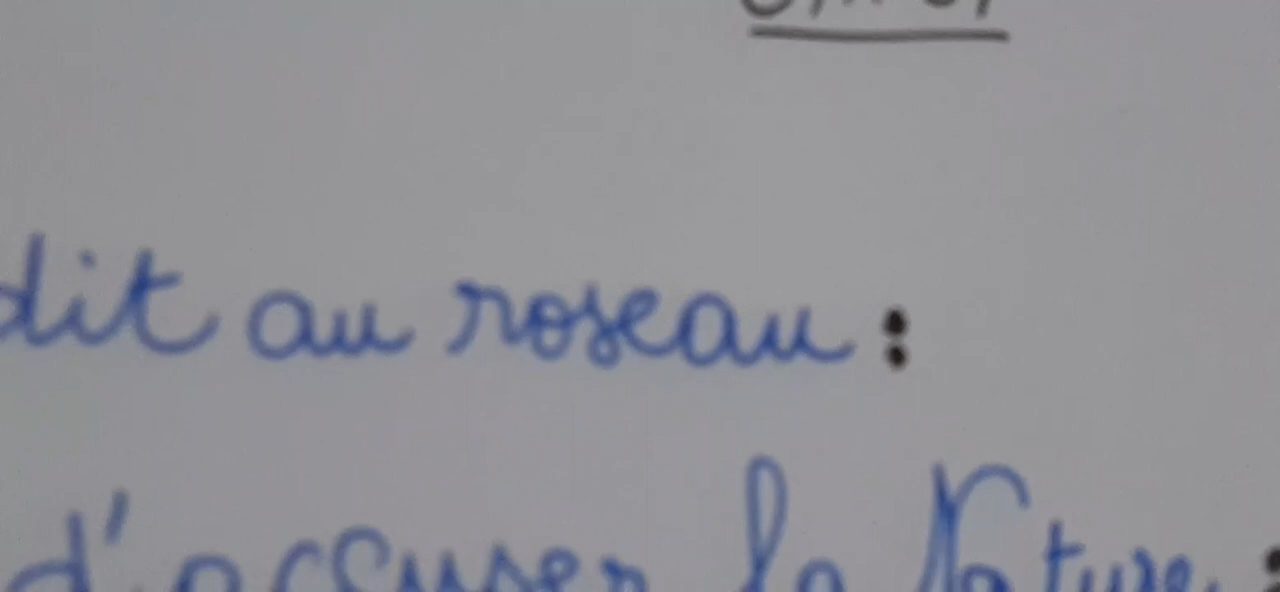 dit au roseau :
d'accuser la Nature :